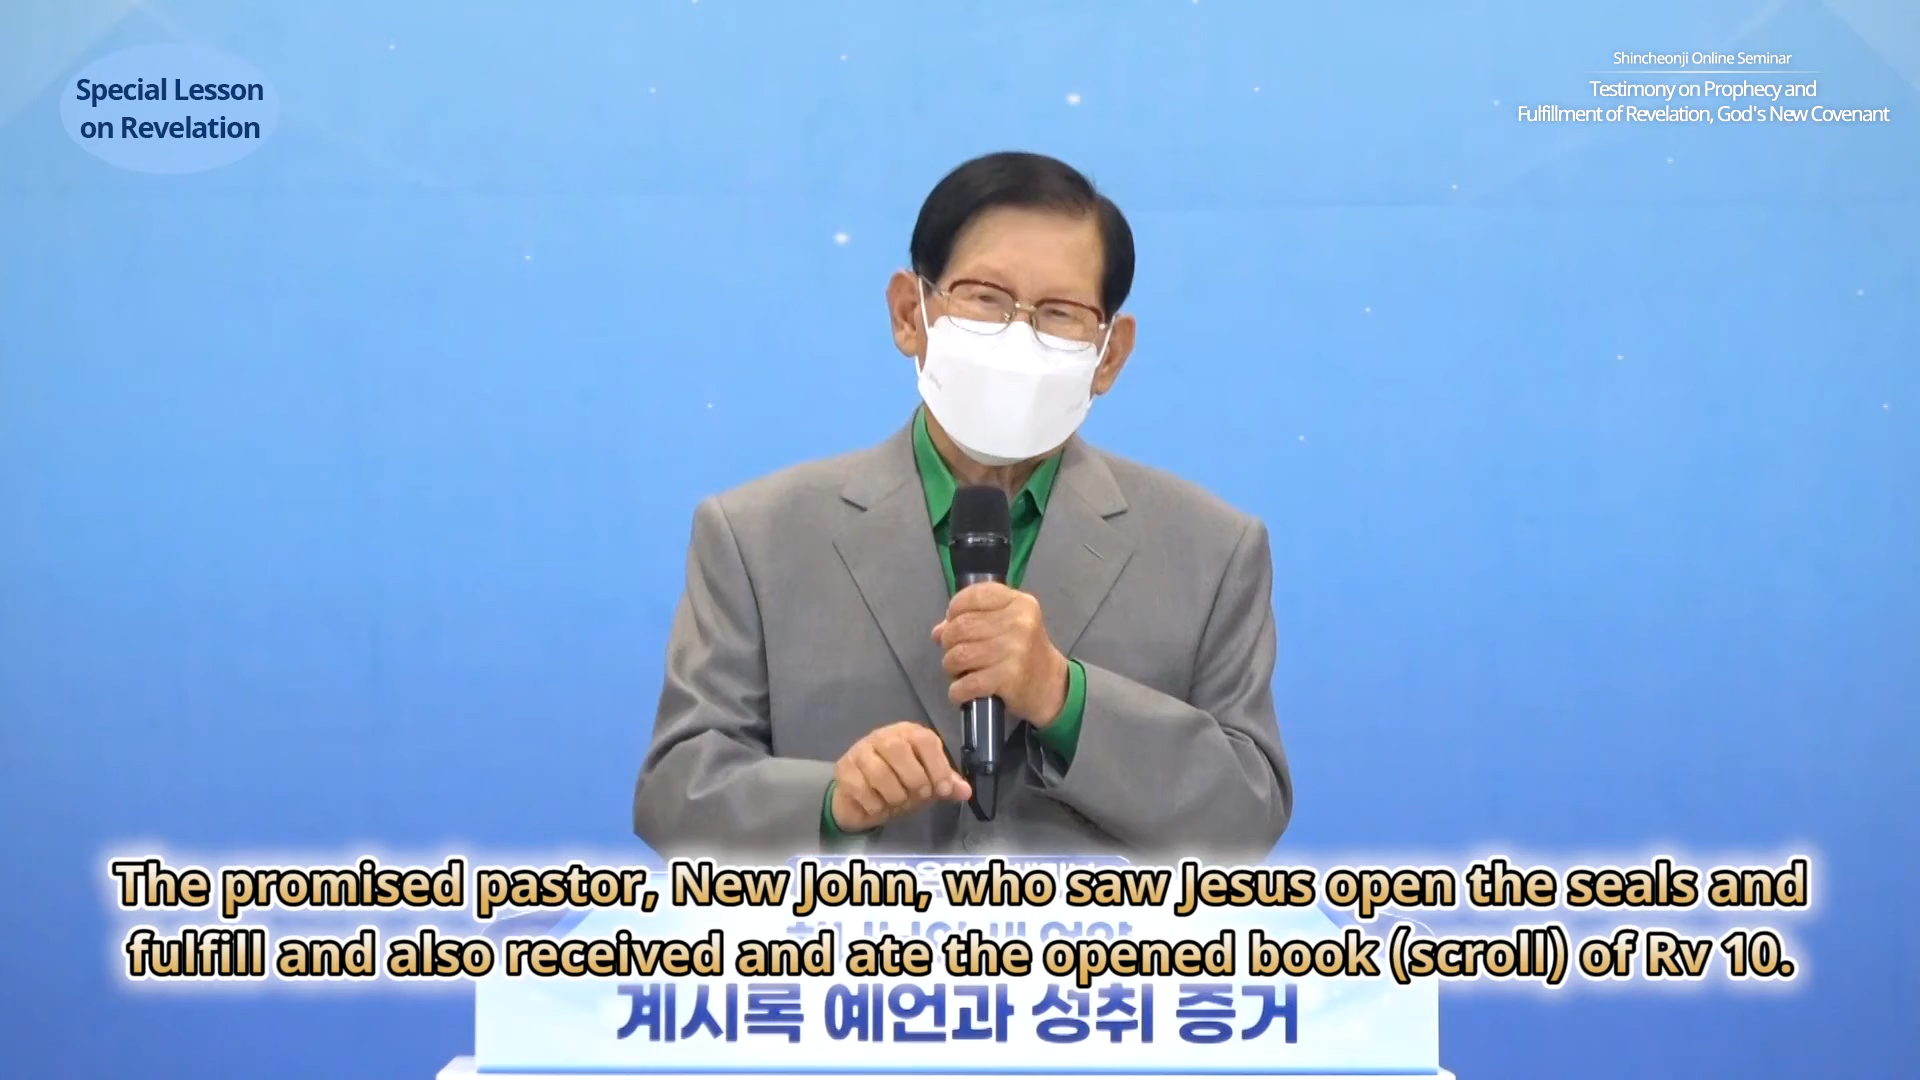 Special Lesson
on Revelation
Shincheonji Online Seminar
Testimony on Prophecy and
Fulfillment of Revelation, God's New Covenant
The promised pastor, New John, who saw Jesus open the seals and
fulfill and also received and ate the opened book (scroll) of Rv 10.
계시록 예언과 성취 증거